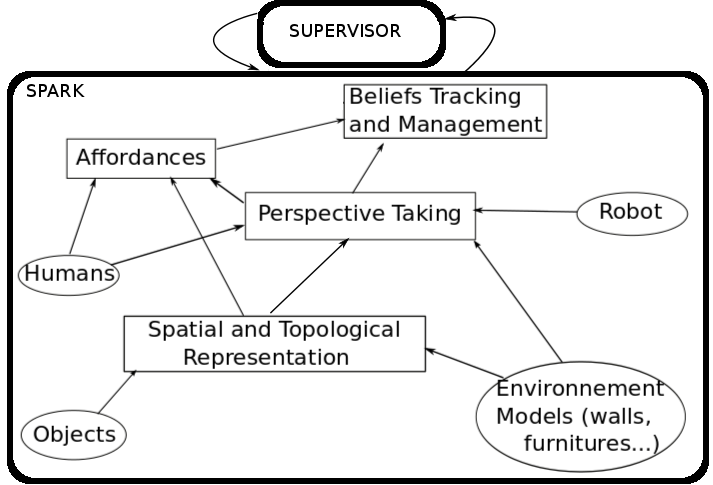 SUPERVISOR
SPARK
Beliefs Tracking
and Management
Affordances
Perspective Taking
Robot
Humans
Spatial and Topological
Representation
Environnement
Models (walls,
furnitures...)
Objects